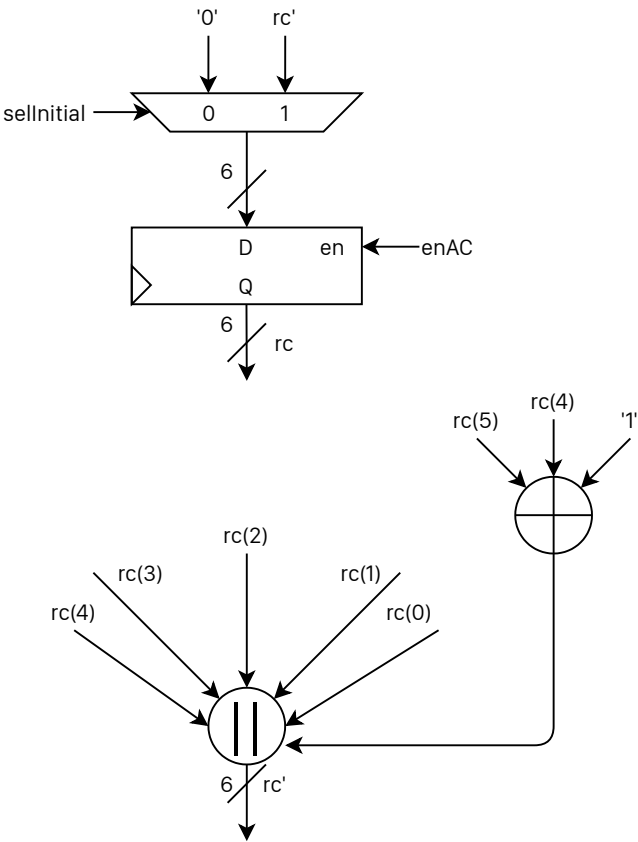 '0' rc'
selInitial 0 1
6
D en enAC
Q
6 rc
rc(4)
rc(5) '1'
rc(2)
rc(3) rc(1)
rc(4) rc(0)
||
6 rc'